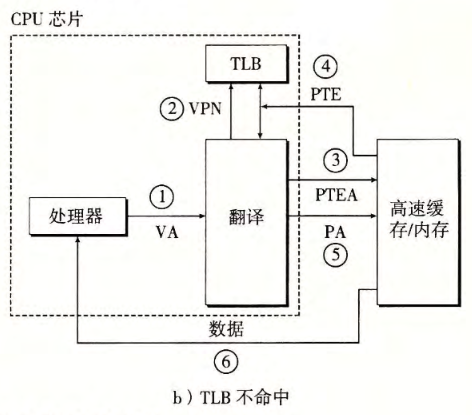 CPU 芯片
TLB
④
② VPN
PTE
③
①
PTEA
处理器
翻译
高速缓
存/内存
VA
PA
⑤
数据
⑥
b）TLB 不命中